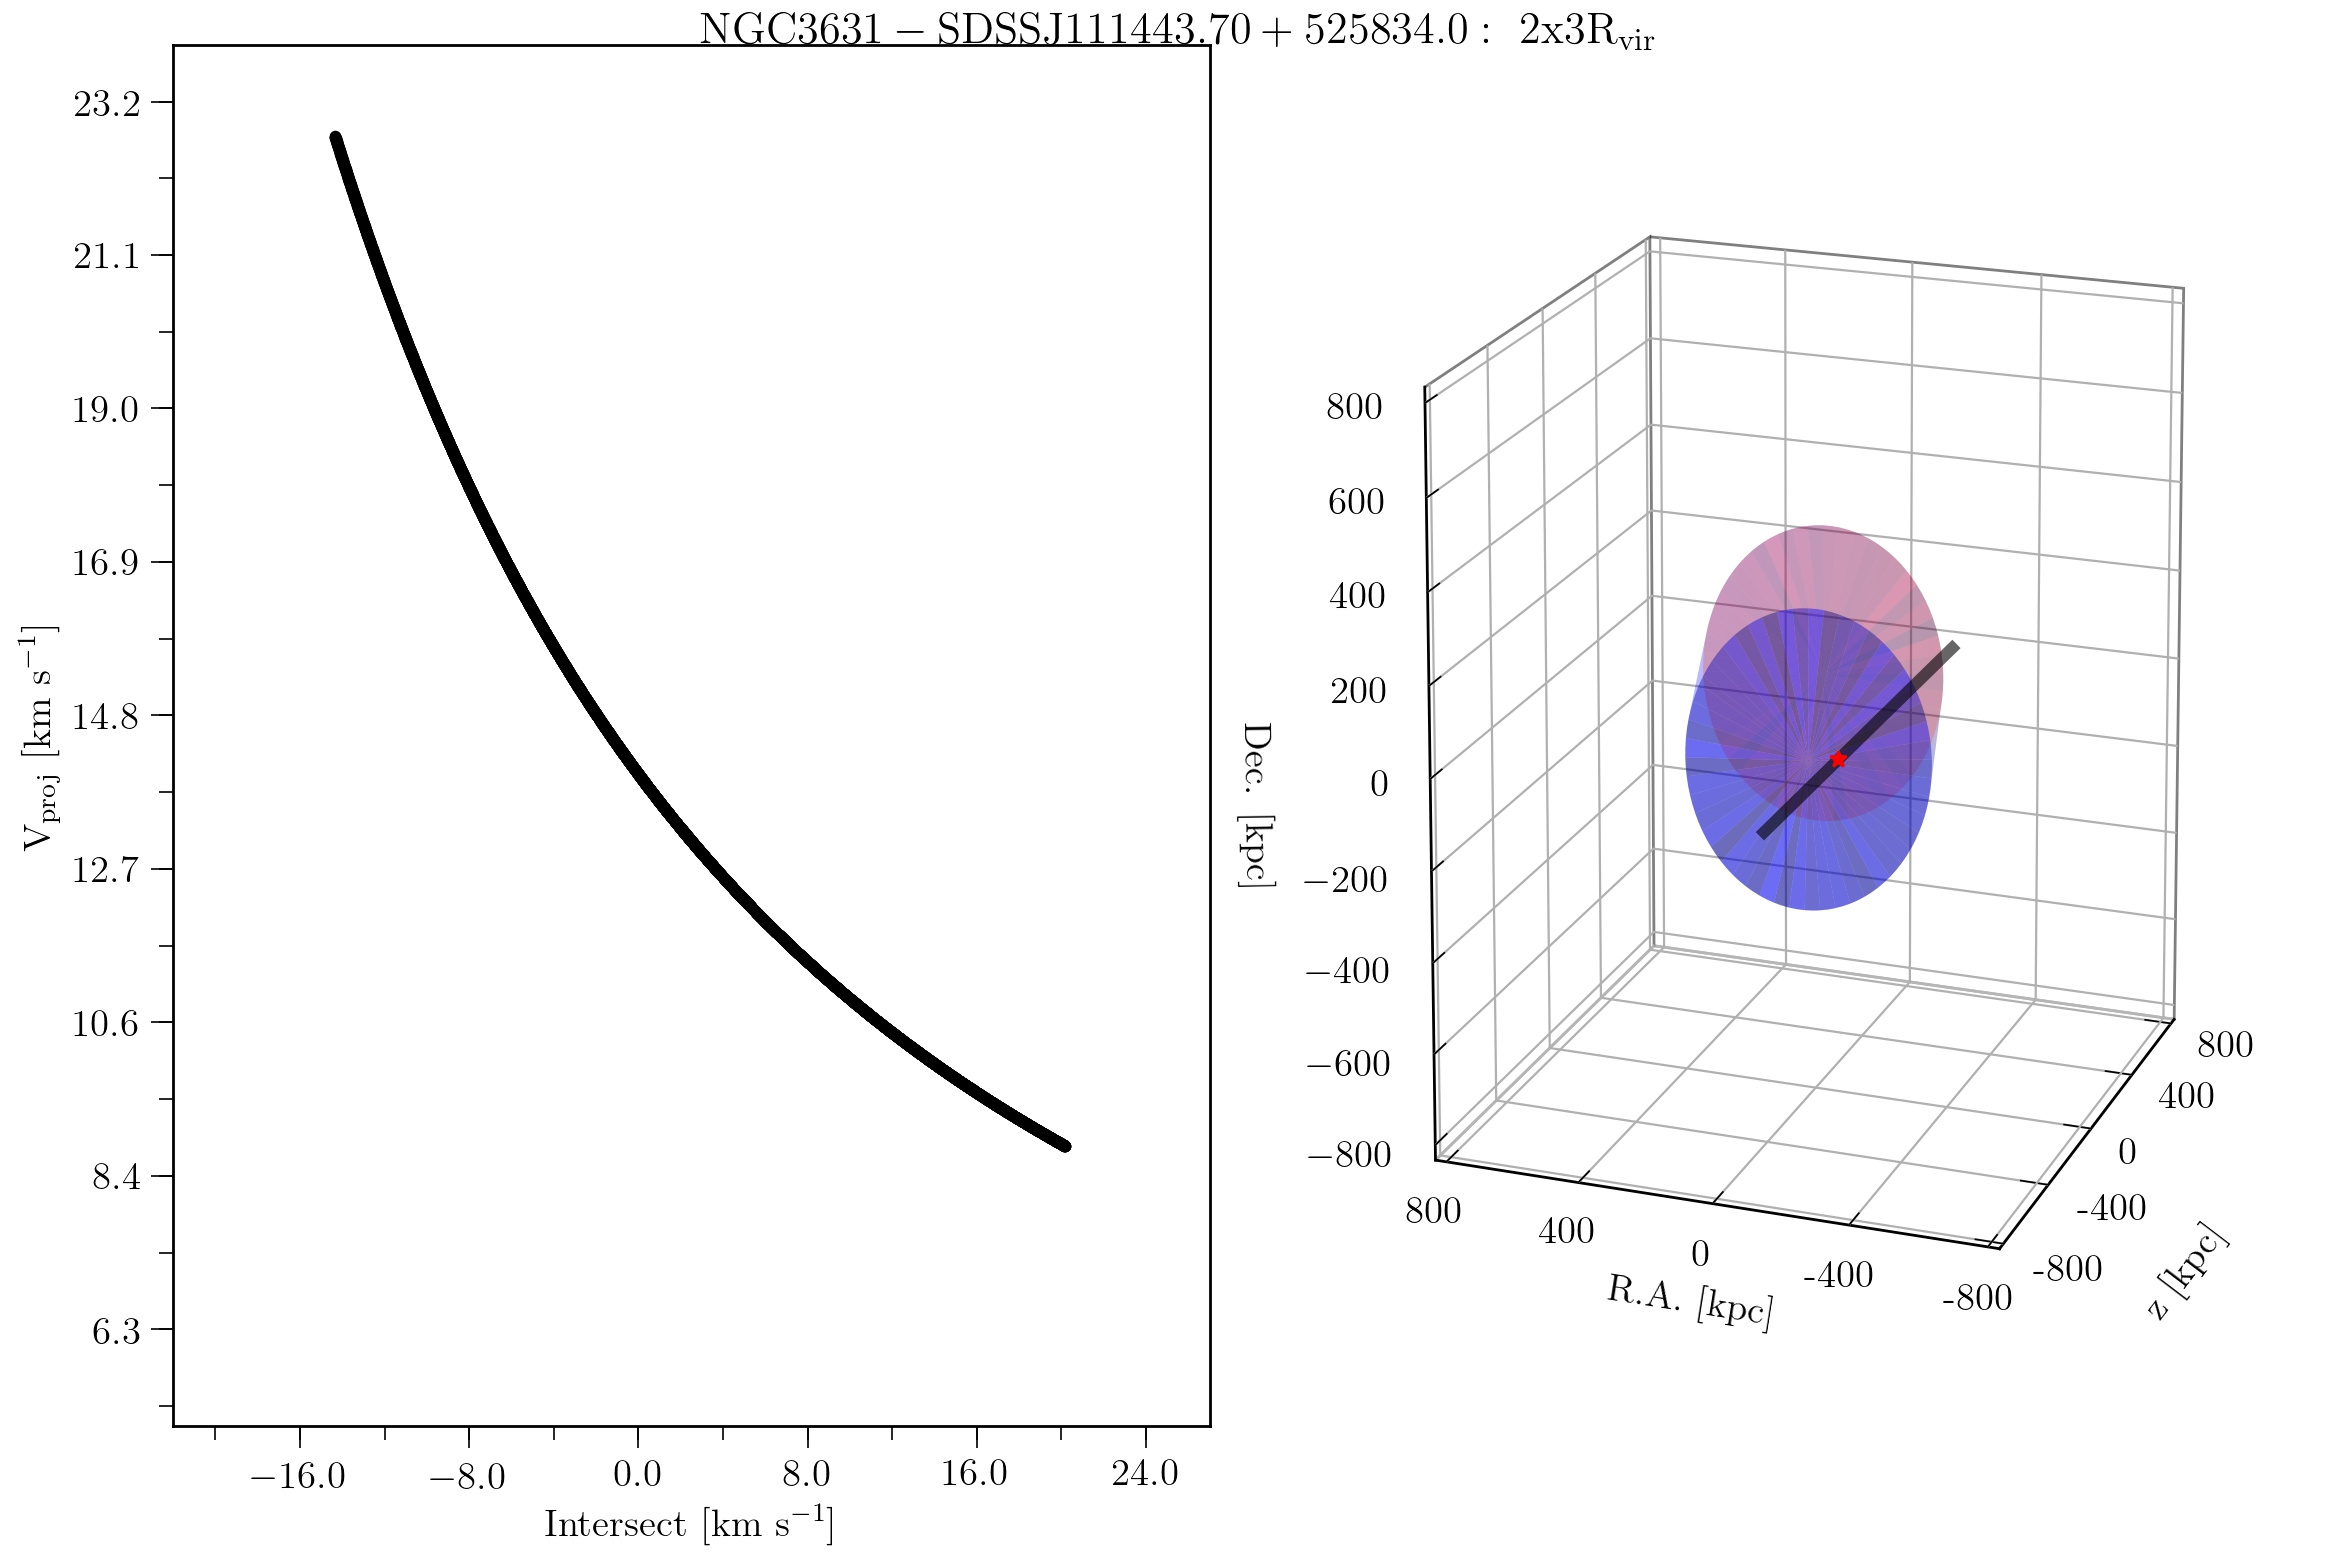 NGC3631 − SDSSJ111443.70 + 525834.0 : 2x3Rvir
23.2
21.1
19.0
16.9
14.8
12.7
10.6
8.4
6.3
Vproj [km s−1]
−16.0 −8.0 0.0 8.0 16.0 24.0
Intersect [km s−1]
Dec. [kpc]
800
600
400
200
0
−200
−400
−600
−800
800 400 0 -400 -800
R.A. [kpc]
800
400
0
-400
-800
z [kpc]